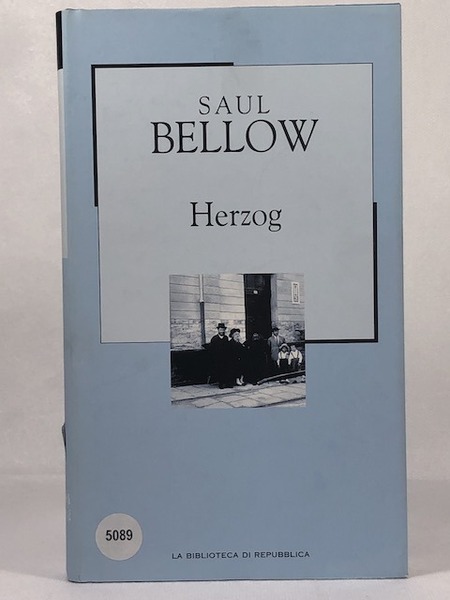 SAUL
BELLOW
Herzog
5089
LA BIBLIOTECA DI REPUBBLICA